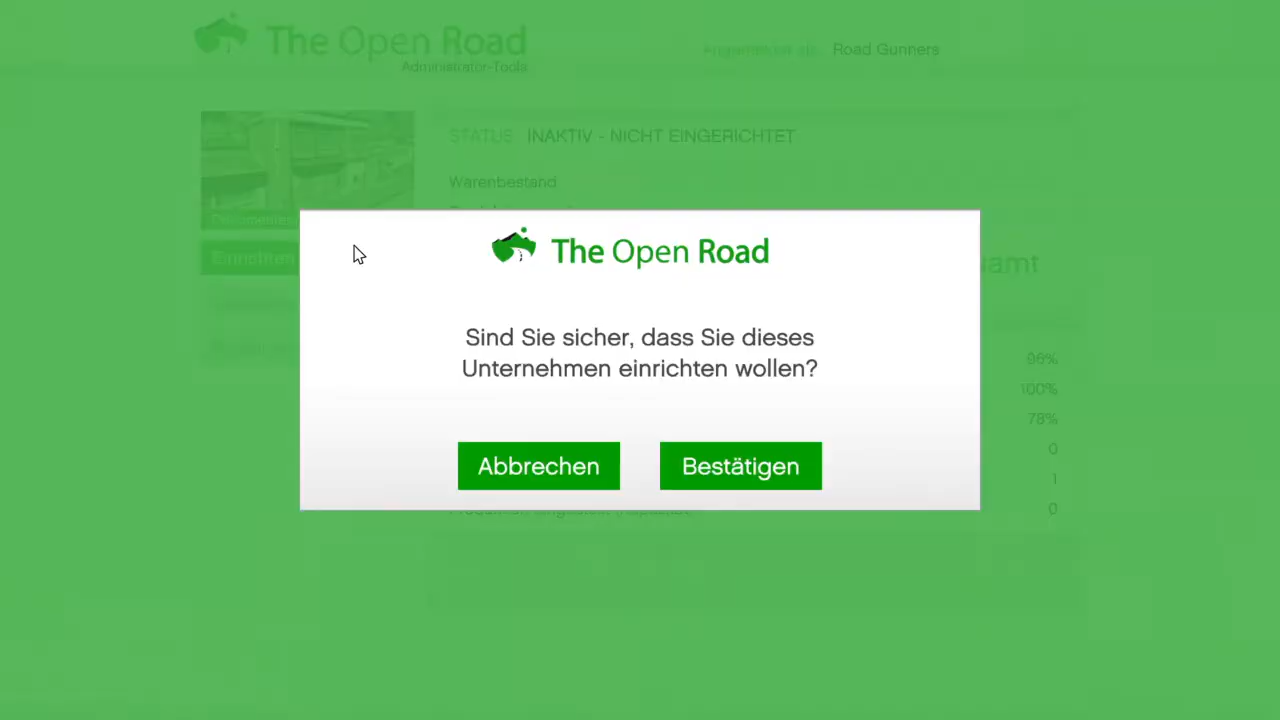 The Open Road
Administrator-Tools
Angemeldet als: Road Gunners
STATUS INAKTIV - NICHT EINGERICHTET
Warenbestand
Einrichten
The Open Road
Sind Sie sicher, dass Sie dieses
Unternehmen einrichten wollen?
Abbrechen
Bestätigen
96%
100%
78%
0
1
0